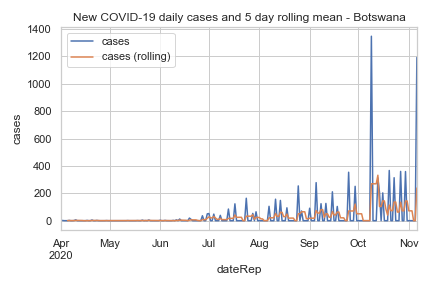 New COVID-19 daily cases and 5 day rolling mean - Botswana
cases
cases (rolling)
1400
1200
1000
800
600
400
200
0
cases
Apr
2020
May
Jun
Jul
Aug
Sep
Oct
Nov
dateRep